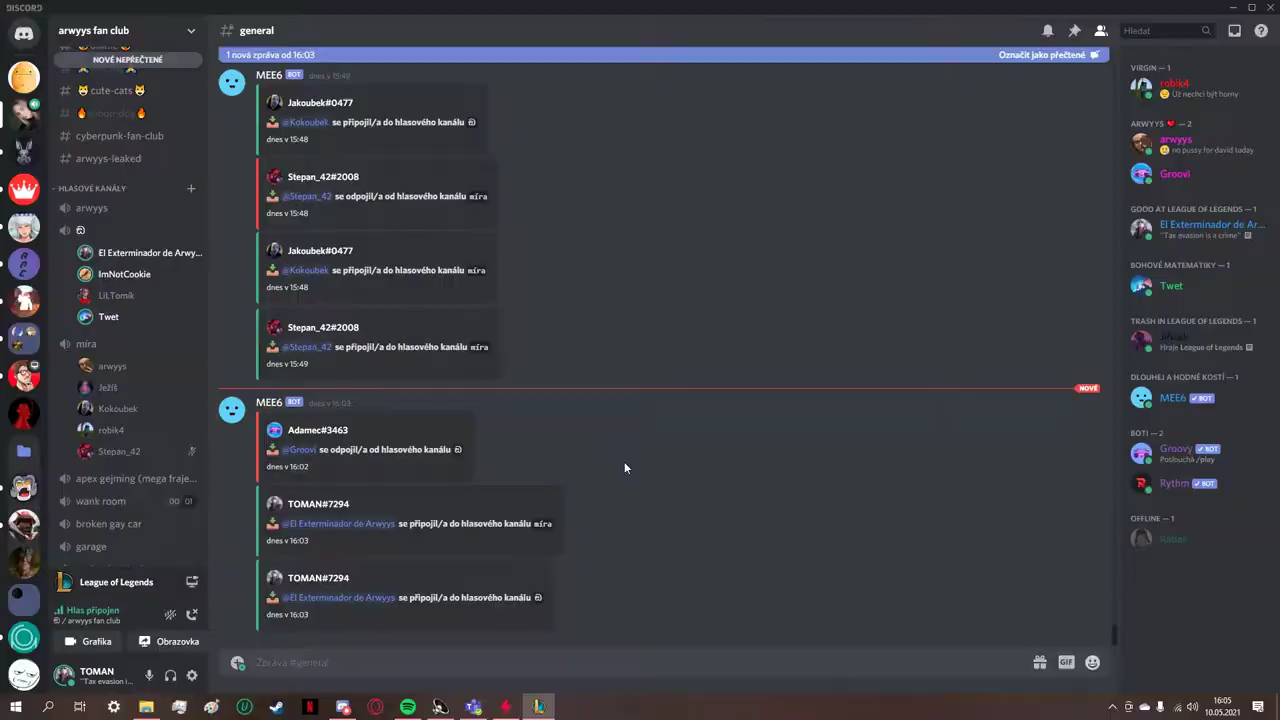 DISCORD
arwyys fan club
NOVÉ NEPŘEČTENÉ
cute-cats
cyberpunk-fan-club
arwyys-leaked
HLASOVÉ KANÁLY
arwyys
El Exterminador de Arwy...
ImNotCookie
LiLTomík
Twet
míra
arwyys
Ježíš
Kokoubek
robik4
Stepan_42
apex gejming (mega fraje...
wank room 00 01
broken gay car
garage
League of Legends
Hlas připojen
/ arwyys fan club
Grafika
Obrazovka
TOMAN
"Tax evasion i...
general
Hledat
1 nová zpráva od 16:03
Označit jako přečtené
MEE6 BOT dnes v 15:49
Jakoubek#0477
@Kokoubek se připojil/a do hlasového kanálu
dnes v 15:48
Stepan_42#2008
@Stepan_42 se odpojil/a od hlasového kanálu míra
dnes v 15:48
Jakoubek#0477
@Kokoubek se připojil/a do hlasového kanálu míra
dnes v 15:48
Stepan_42#2008
@Stepan_42 se připojil/a do hlasového kanálu míra
dnes v 15:49
NOVÉ
MEE6 BOT dnes v 16:03
Adamec#3463
@Groovi se odpojil/a od hlasového kanálu
dnes v 16:02
TOMAN#7294
@El Exterminador de Arwyys se připojil/a do hlasového kanálu míra
dnes v 16:03
TOMAN#7294
@El Exterminador de Arwyys se připojil/a do hlasového kanálu
dnes v 16:03
Zpráva #general
GIF
VIRGIN — 1
robik4
Už nechci být horny
ARWYYS — 2
arwyys
no pussy for david today
Groovi
GOOD AT LEAGUE OF LEGENDS — 1
El Exterminador de Ar...
"Tax evasion is a crime"
BOHOVÉ MATEMATIKY — 1
Twet
TRASH IN LEAGUE OF LEGENDS — 1
Hraje League of Legends
DLOUHEJ A HODNĚ KOSTÍ — 1
MEE6 BOT
BOTI — 2
Groovy BOT
Poslouchá /play
Rythm BOT
OFFLINE — 1
16:05
10.05.2021